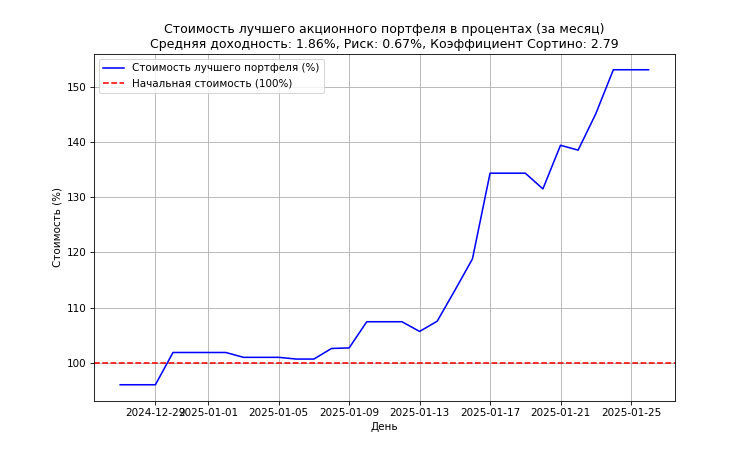 Стоимость лучшего акционного портфеля в процентах (за месяц)
Средняя доходность: 1.86%, Риск: 0.67%, Коэффициент Сортино: 2.79
Стоимость лучшего портфеля (%)
Начальная стоимость (100%)
Стоимость (%)
150
140
130
120
110
100
2024-12-29 2025-01-01 2025-01-05 2025-01-09 2025-01-13 2025-01-17 2025-01-21 2025-01-25
День